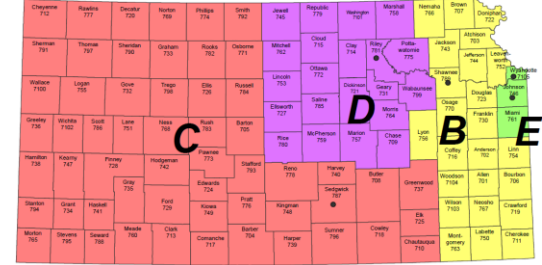 Cheyenne
712
Rawlins
777
Decatur
720
Norton
769
Phillips
774
Smith
792
Jewell
745
Republic
779
Marshall
758
Nemaha
766
Brown
707
Doniphan
722
Sherman
791
Thomas
797
Sheridan
790
Graham
733
Rooks
782
Osborne
771
Mitchell
762
Cloud
715
Clay
714
Riley
781
Potta-
watomie
775
Jackson
743
Atchison
703
Jefferson
744
Leaven-
worth
Wallace
7100
Logan
755
Gove
732
Trego
798
Ellis
726
Russell
784
Lincoln
753
Ottawa
772
Dickinson
721
Geary
731
Wabaunsee
799
Shawnee
789
Wyandotte
7105
Johnson
746
Ellsworth
727
Saline
785
Morris
764
Osage
770
Douglas
723
Greeley
736
Wichita
7102
Scott
786
Lane
751
Ness
768
Rush
783
Barton
705
Rice
780
McPherson
759
Marion
757
Chase
709
Lyon
756
Franklin
730
Miami
761
C
D
B
E
Hamilton
738
Kearny
747
Finney
728
Hodgeman
742
Pawnee
773
Stafford
793
Reno
778
Harvey
740
Butler
708
Coffey
716
Anderson
702
Linn
754
Gray
735
Edwards
724
Sedgwick
787
Greenwood
737
Woodson
7104
Allen
701
Bourbon
706
Stanton
794
Grant
734
Haskell
741
Ford
729
Kiowa
749
Pratt
776
Kingman
748
Elk
725
Wilson
7103
Neosho
767
Crawford
719
Morton
765
Stevens
795
Seward
788
Meade
760
Clark
713
Comanche
717
Barber
704
Harper
739
Sumner
796
Cowley
718
Chautauqua
710
Mont-
gomery
763
Labette
750
Cherokee
711